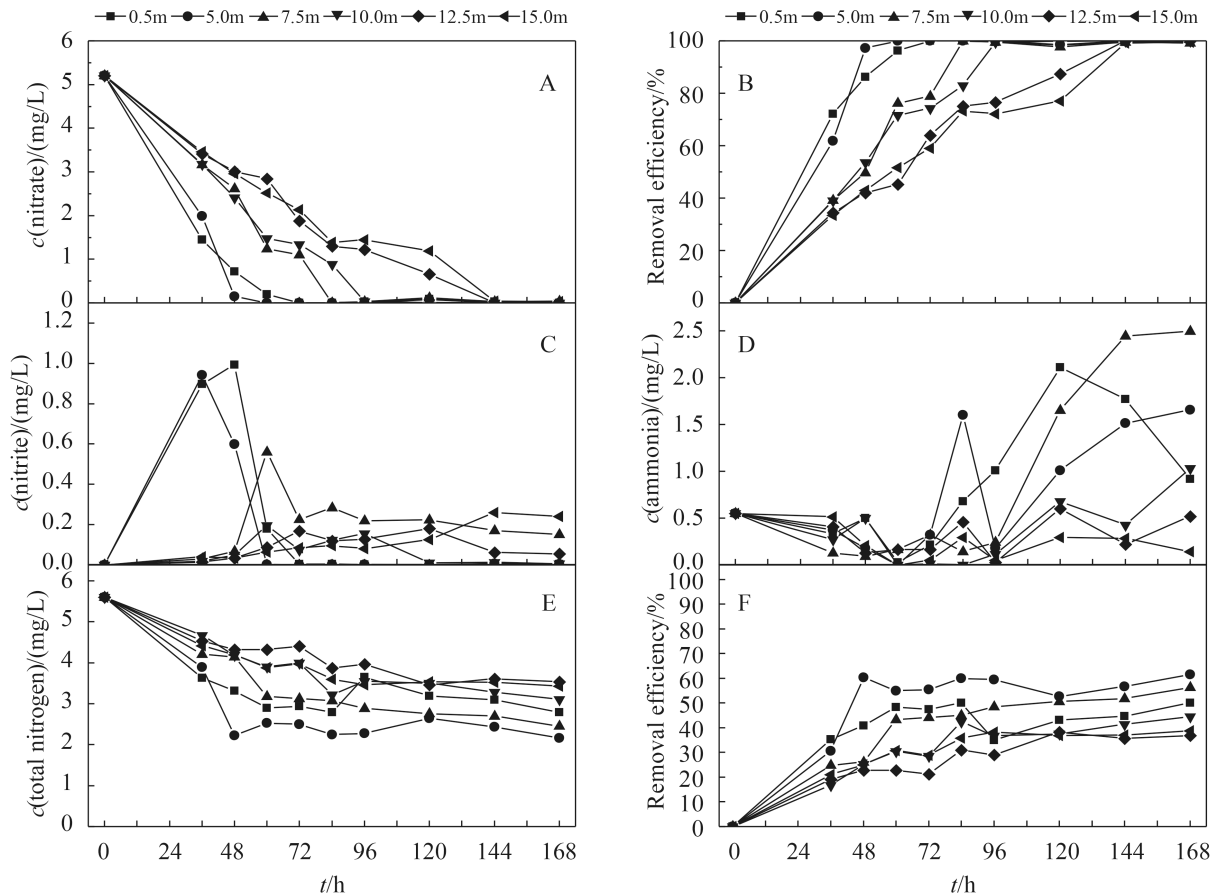 0.5m 5.0m 7.5m 10.0m 12.5m 15.0m
0.5m 5.0m 7.5m 10.0m 12.5m 15.0m
A
c(nitrate)/(mg/L)
6
5
4
3
2
1
0
B
Removal efficiency/%
100
80
60
40
20
0
C
c(nitrite)/(mg/L)
1.2
1.0
0.8
0.6
0.4
0.2
0.0
D
c(ammonia)/(mg/L)
2.5
2.0
1.5
1.0
0.5
0.0
E
c(total nitrogen)/(mg/L)
6
5
4
3
2
1
0
0 24 48 72 96 120 144 168
t/h
F
Removal efficiency/%
100
90
80
70
60
50
40
30
20
10
0
0 24 48 72 96 120 144 168
t/h